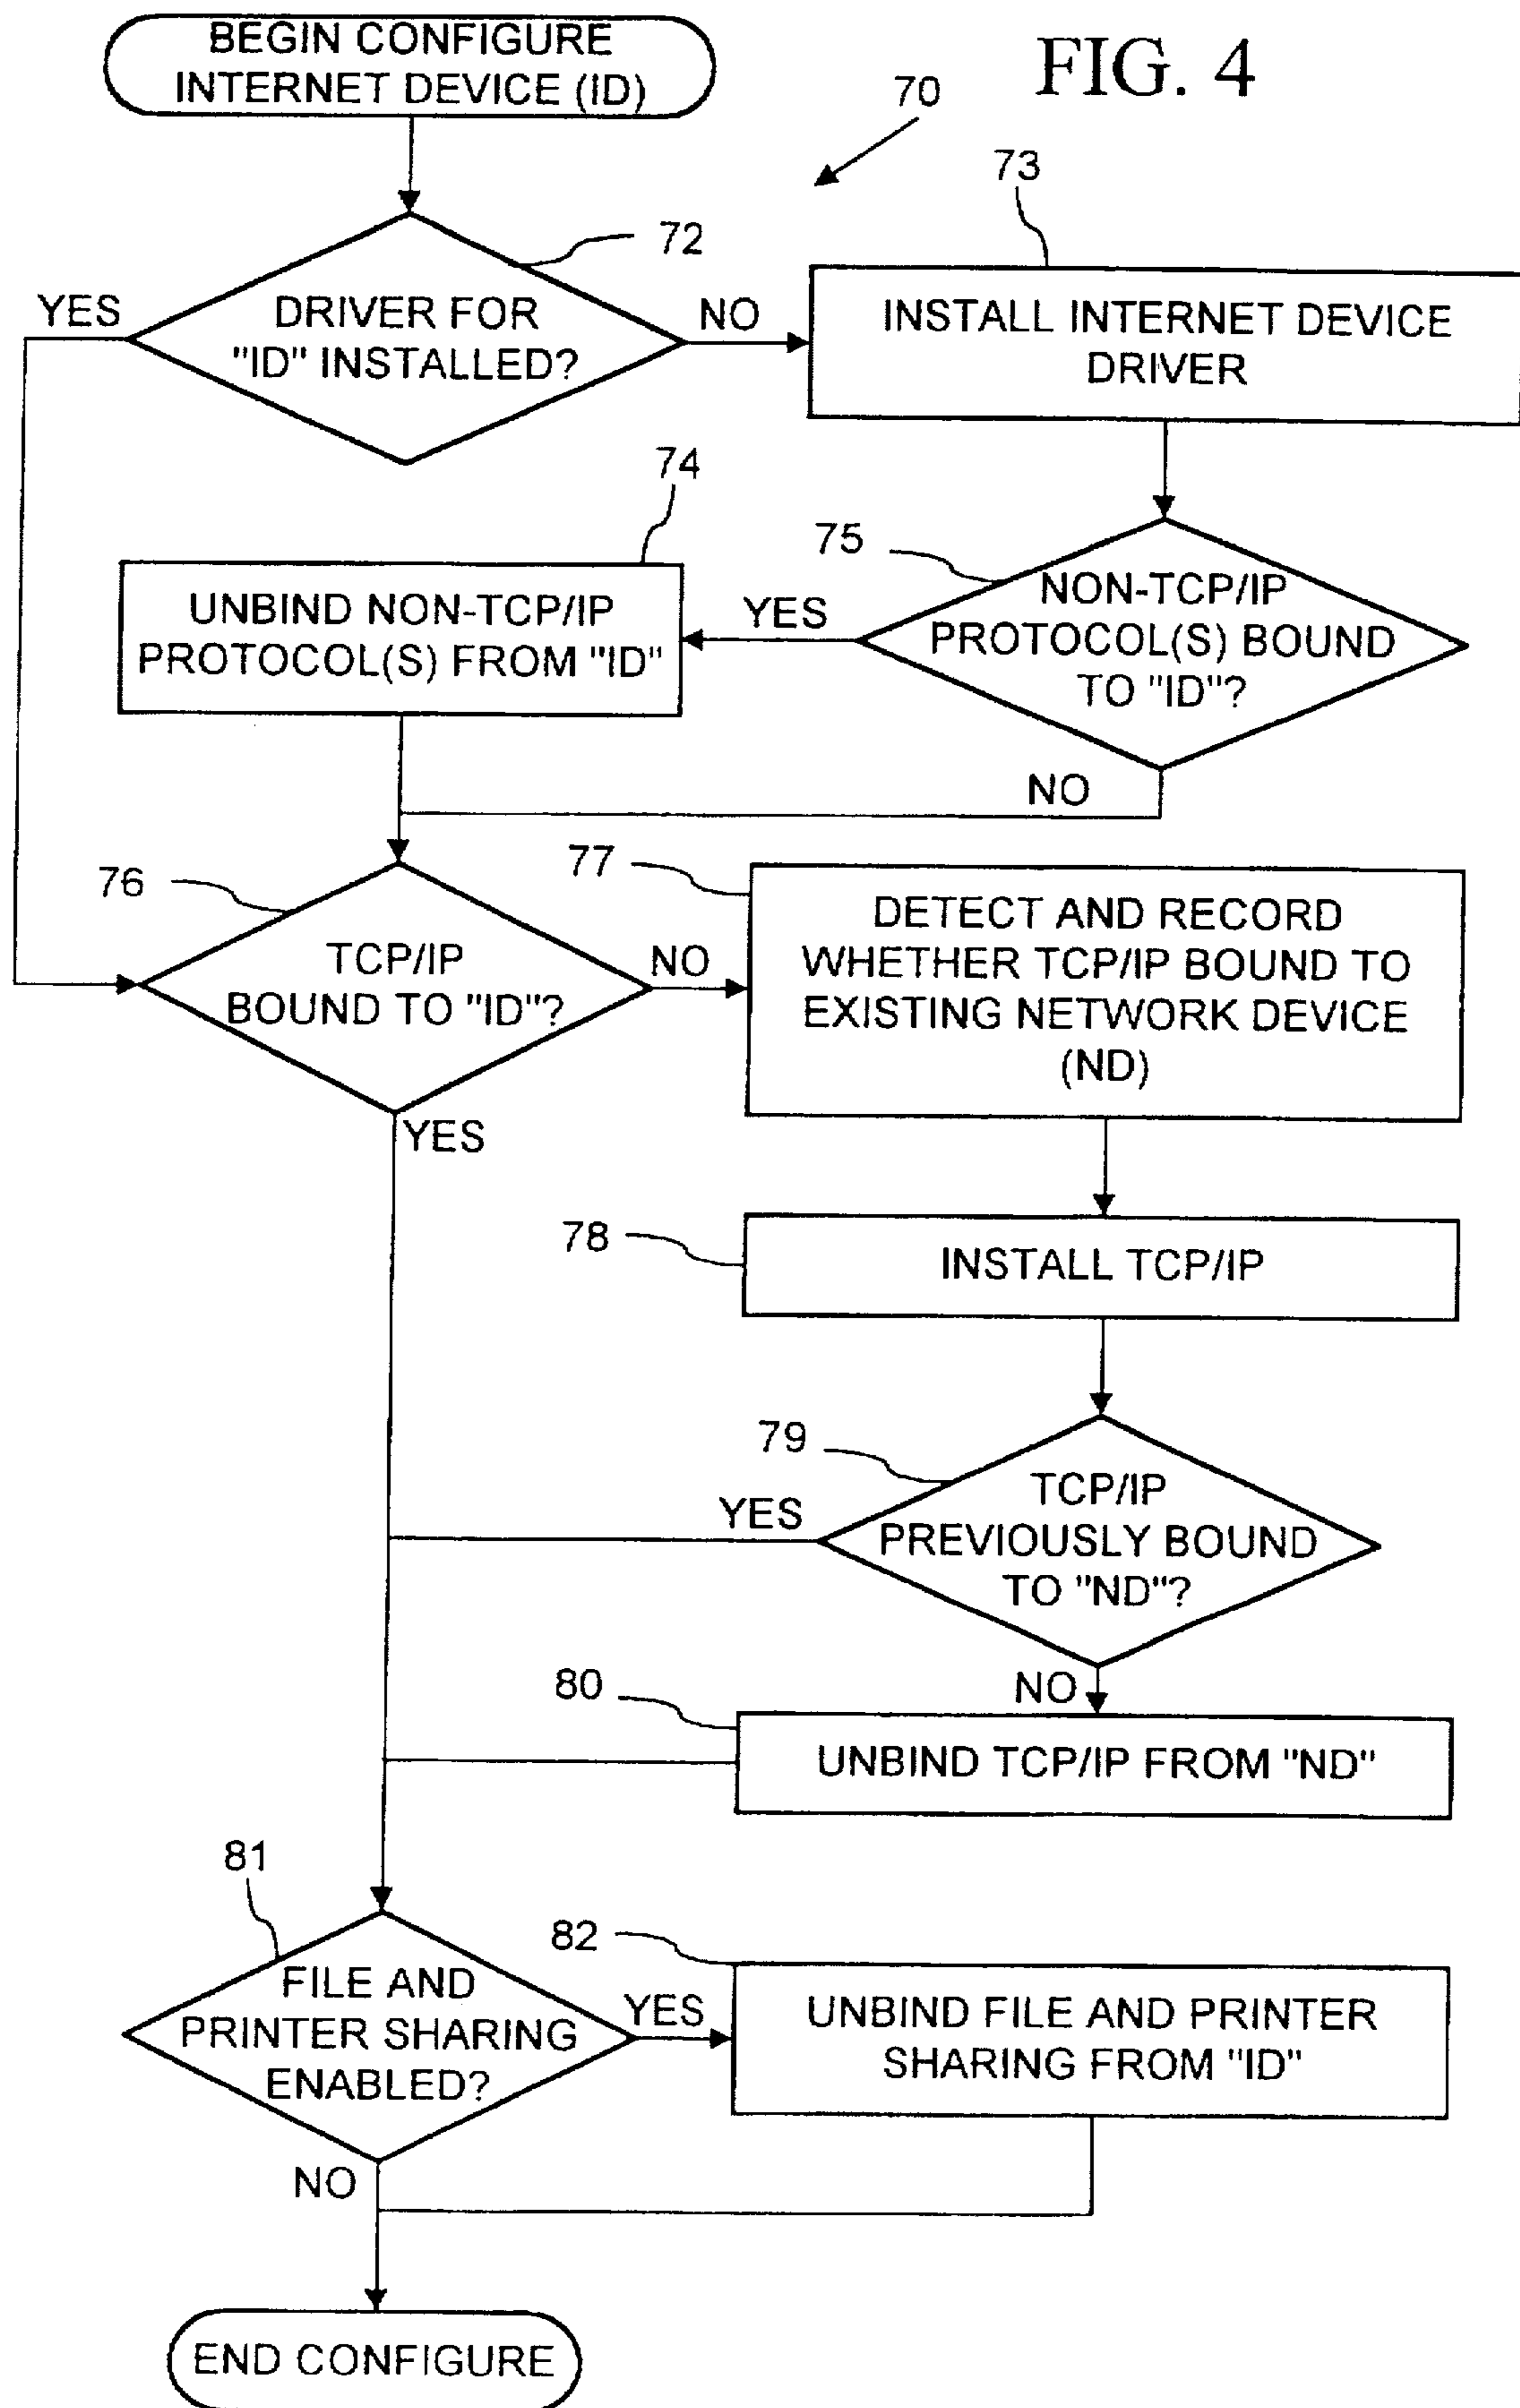 BEGIN CONFIGURE
INTERNET DEVICE (ID)
FIG. 4
70
72
73
DRIVER FOR
"ID" INSTALLED?
YES
NO
INSTALL INTERNET DEVICE
DRIVER
74
75
UNBIND NON-TCP/IP
PROTOCOL(S) FROM "ID"
YES
NON-TCP/IP
PROTOCOL(S) BOUND
TO "ID"?
NO
76
77
TCP/IP
BOUND TO "ID"?
NO
YES
DETECT AND RECORD
WHETHER TCP/IP BOUND TO
EXISTING NETWORK DEVICE
(ND)
78
INSTALL TCP/IP
79
YES
TCP/IP
PREVIOUSLY BOUND
TO "ND"?
NO
80
UNBIND TCP/IP FROM "ND"
81
82
FILE AND
PRINTER SHARING
ENABLED?
YES
UNBIND FILE AND PRINTER
SHARING FROM "ID"
NO
END CONFIGURE